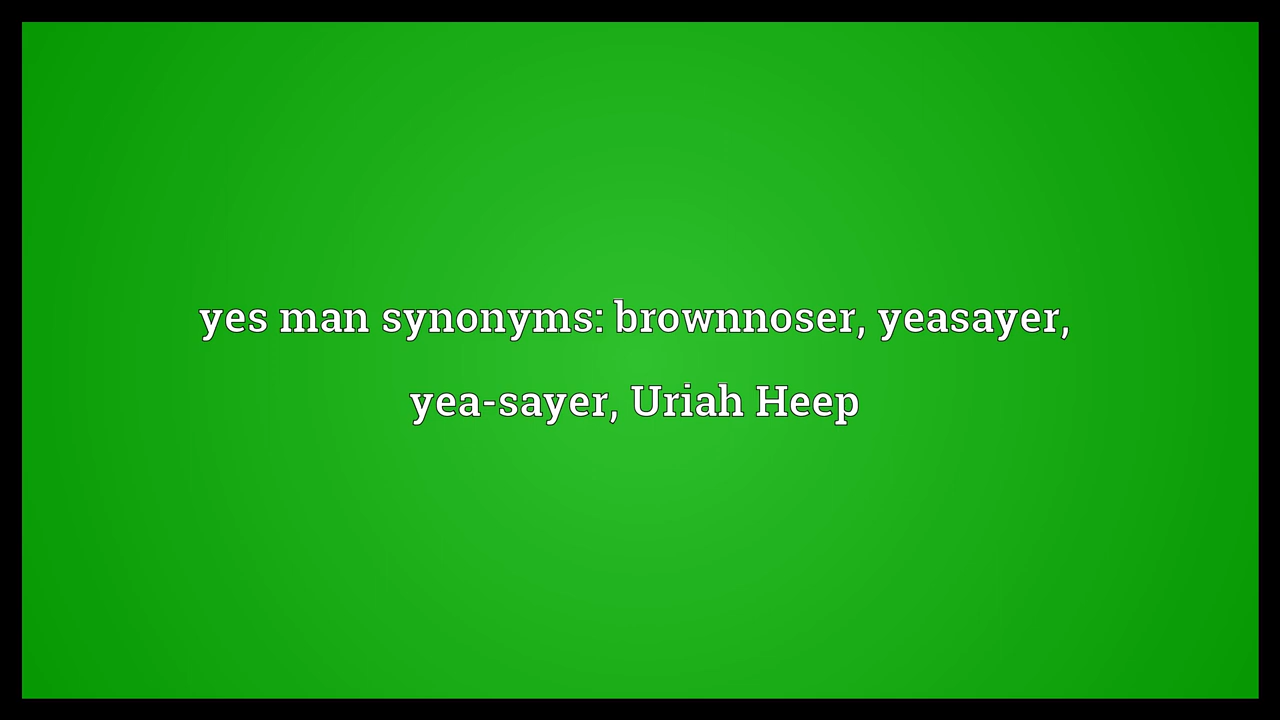 yes man synonyms: brownnoser, yeasayer,
yea-sayer, Uriah Heep